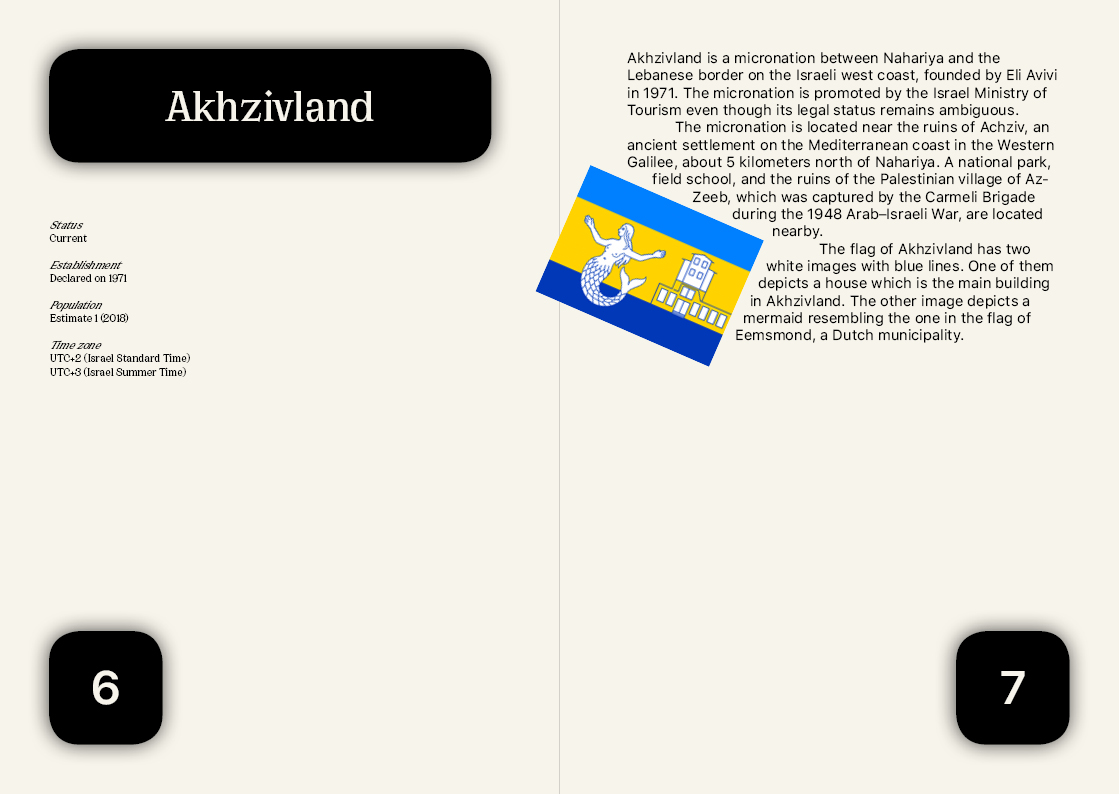 Akhzivland
Status
Current
Establishment
Declared on 1971
Population
Estimate 1 (2018)
Time zone
UTC+2 (Israel Standard Time)
UTC+3 (Israel Summer Time)
6
Akhzivland is a micronation between Nahariya and the
Lebanese border on the Israeli west coast, founded by Eli Avivi
in 1971. The micronation is promoted by the Israel Ministry of
Tourism even though its legal status remains ambiguous.
The micronation is located near the ruins of Achziv, an
ancient settlement on the Mediterranean coast in the Western
Galilee, about 5 kilometers north of Nahariya. A national park,
field school, and the ruins of the Palestinian village of Az-
Zeeb, which was captured by the Carmeli Brigade
during the 1948 Arab–Israeli War, are located
nearby.
The flag of Akhzivland has two
white images with blue lines. One of them
depicts a house which is the main building
in Akhzivland. The other image depicts a
mermaid resembling the one in the flag of
Eemsmond, a Dutch municipality.
7